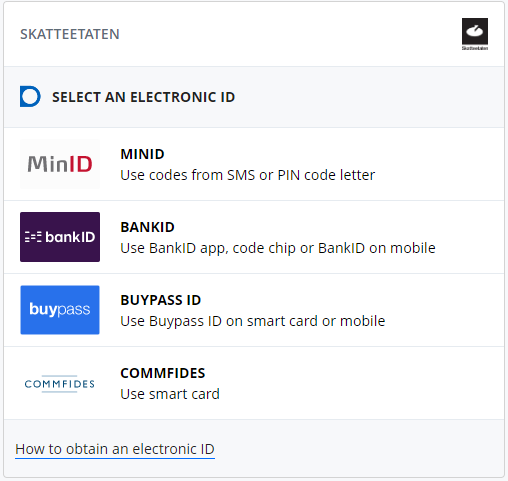 SKATTEETATEN
Skatteetaten
SELECT AN ELECTRONIC ID
MinID
MINID
Use codes from SMS or PIN code letter
bankID
BANKID
Use BankID app, code chip or BankID on mobile
buypass
BUYPASS ID
Use Buypass ID on smart card or mobile
COMMFIDES
COMMFIDES
Use smart card
How to obtain an electronic ID